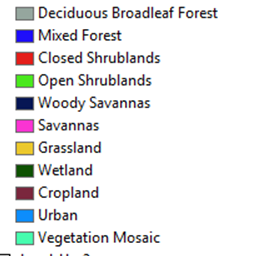 Deciduous Broadleaf Forest
Mixed Forest
Closed Shrublands
Open Shrublands
Woody Savannas
Savannas
Grassland
Wetland
Cropland
Urban
Vegetation Mosaic